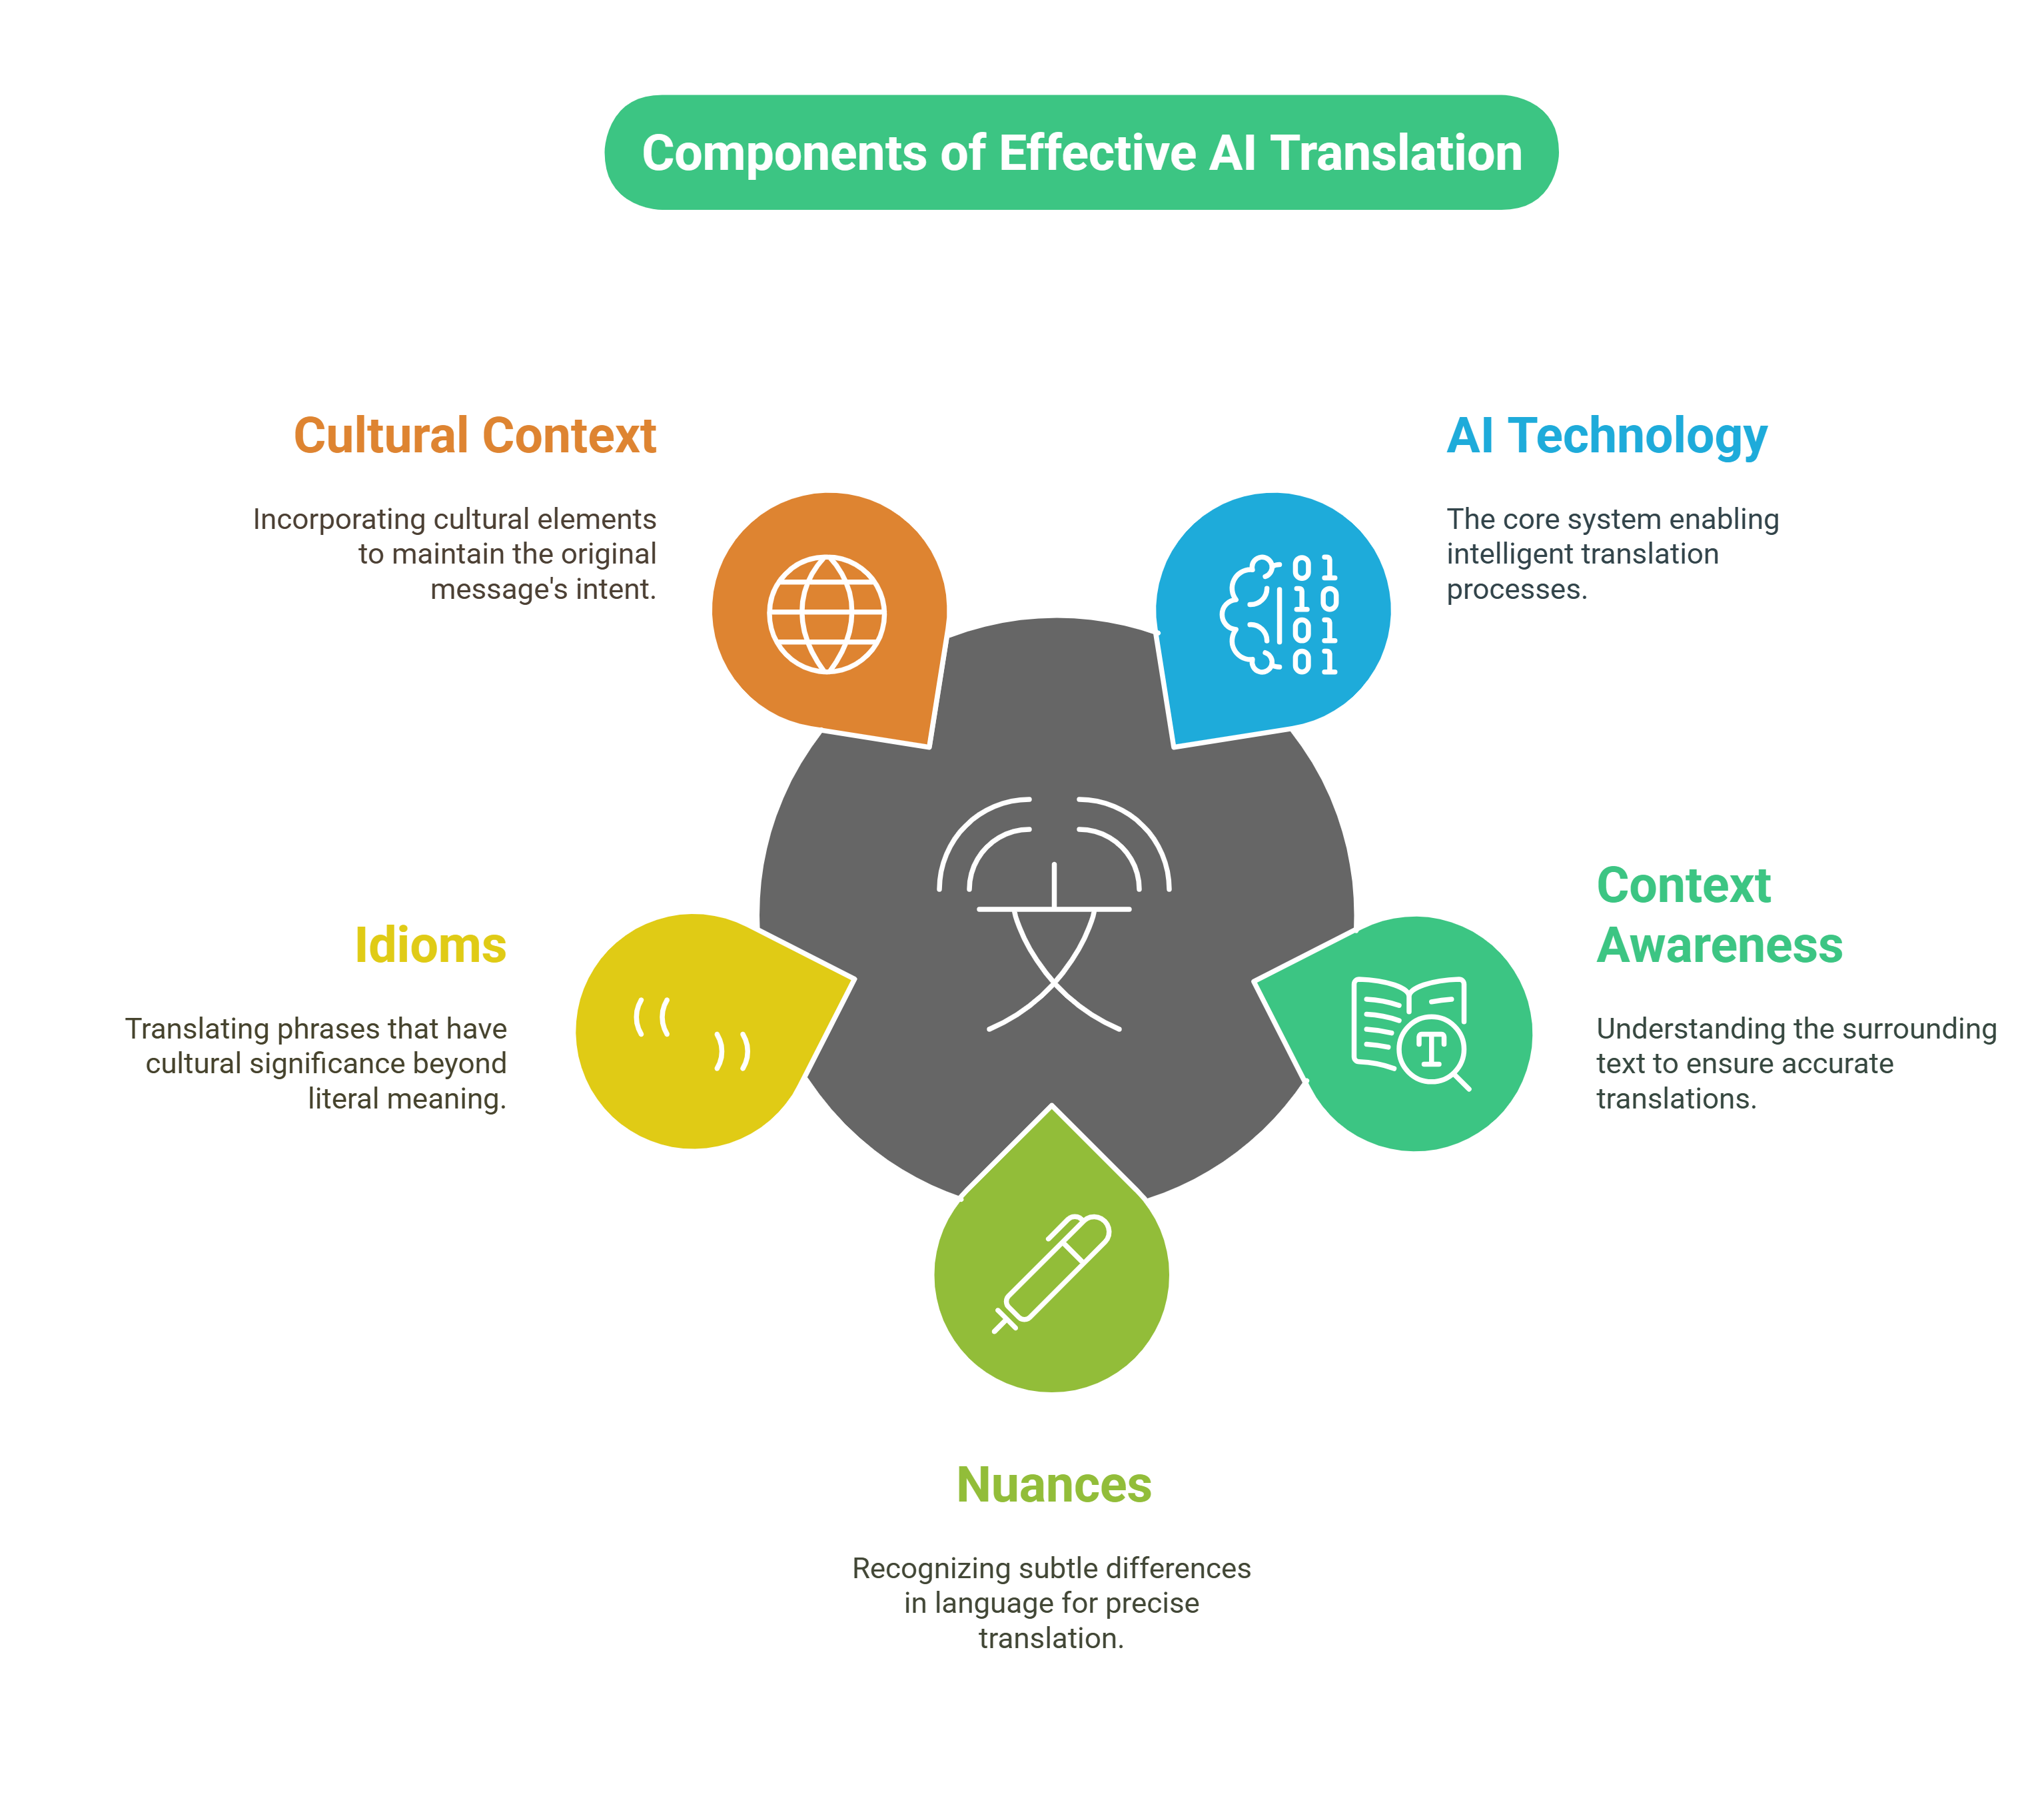 Components of Effective AI Translation
Cultural Context
Incorporating cultural elements
to maintain the original
message's intent.
AI Technology
The core system enabling
intelligent translation
processes.
01
10
01
01
Idioms
Translating phrases that have
cultural significance beyond
literal meaning.
Context
Awareness
Understanding the surrounding
text to ensure accurate
translations.
T
Nuances
Recognizing subtle differences
in language for precise
translation.